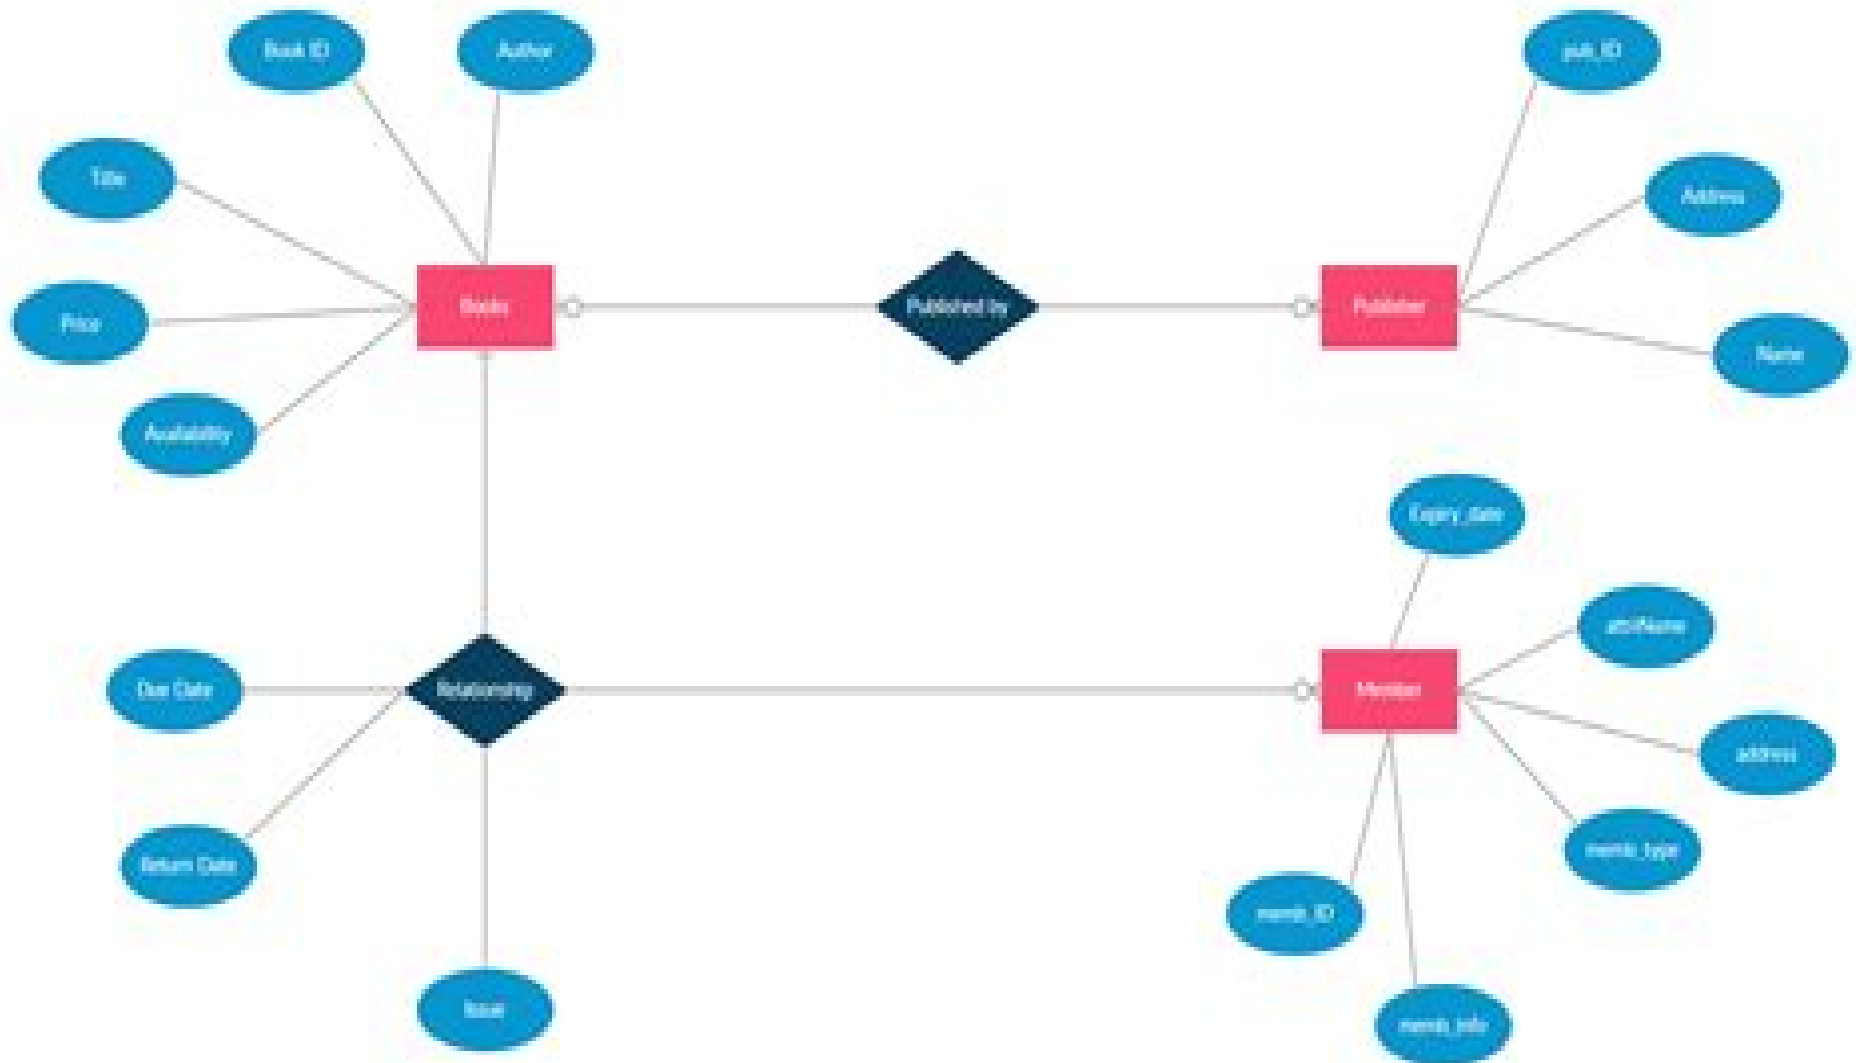 Book ID
Author
pub_ID
Title
Address
Price
Books
Published by
Publisher
Name
Availability
Expiry_date
attriName
Due Date
Relationship
Member
address
Return Date
memb_type
memb_ID
Issue
memb_info